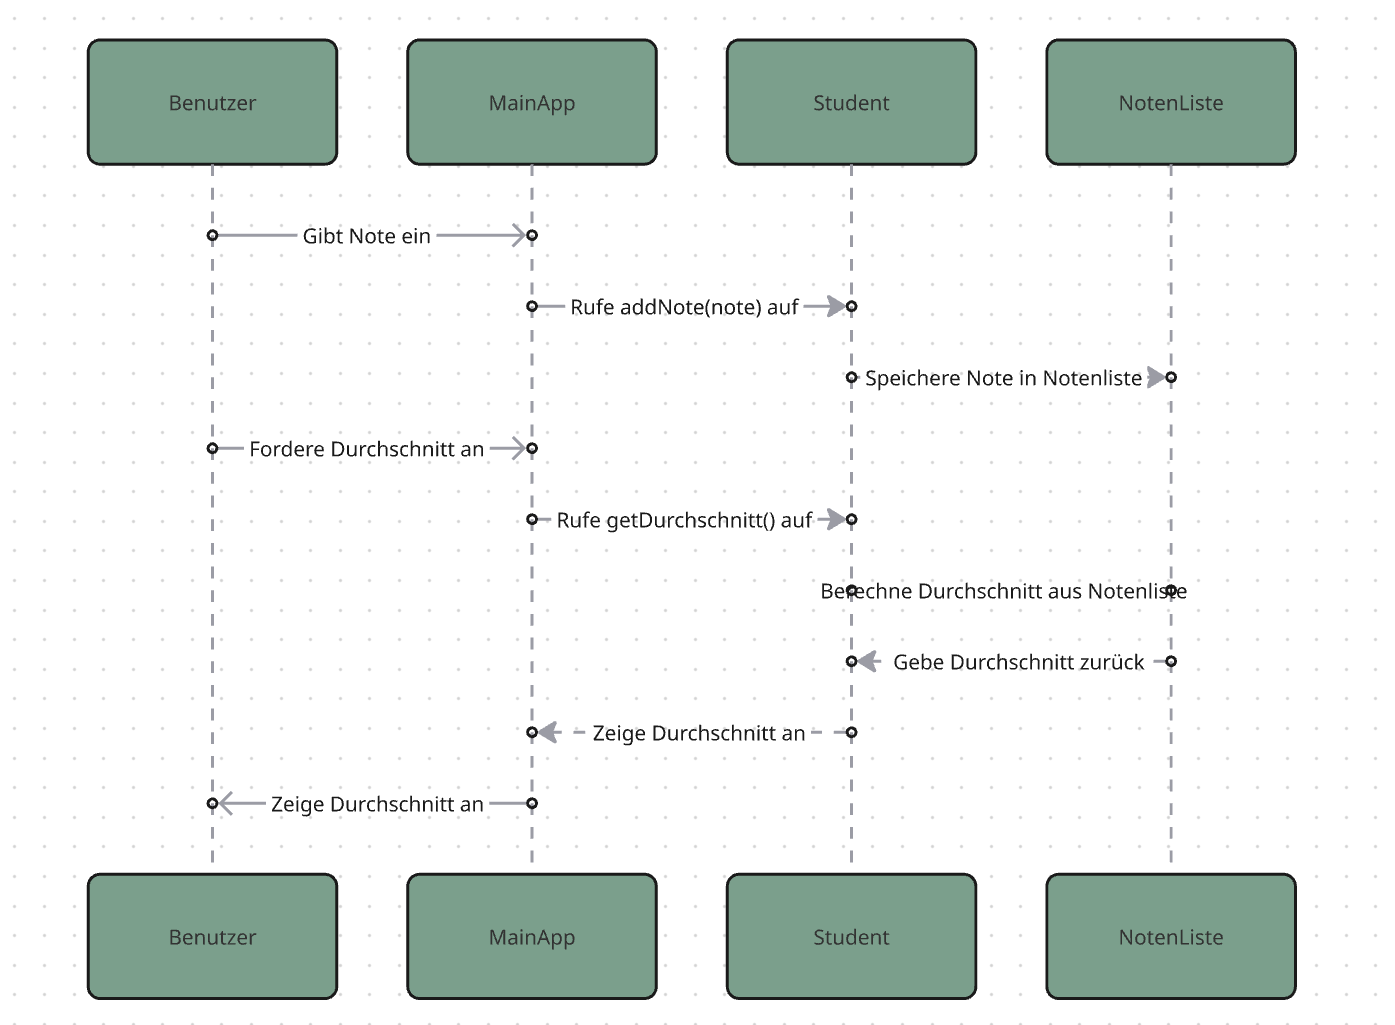 Benutzer
MainApp
Student
NotenListe
Gibt Note ein
Rufe addNote(note) auf
Speichere Note in Notenliste
Fordere Durchschnitt an
Rufe getDurchschnitt() auf
Berechne Durchschnitt aus Notenliste
Gebe Durchschnitt zurück
Zeige Durchschnitt an
Zeige Durchschnitt an
Benutzer
MainApp
Student
NotenListe